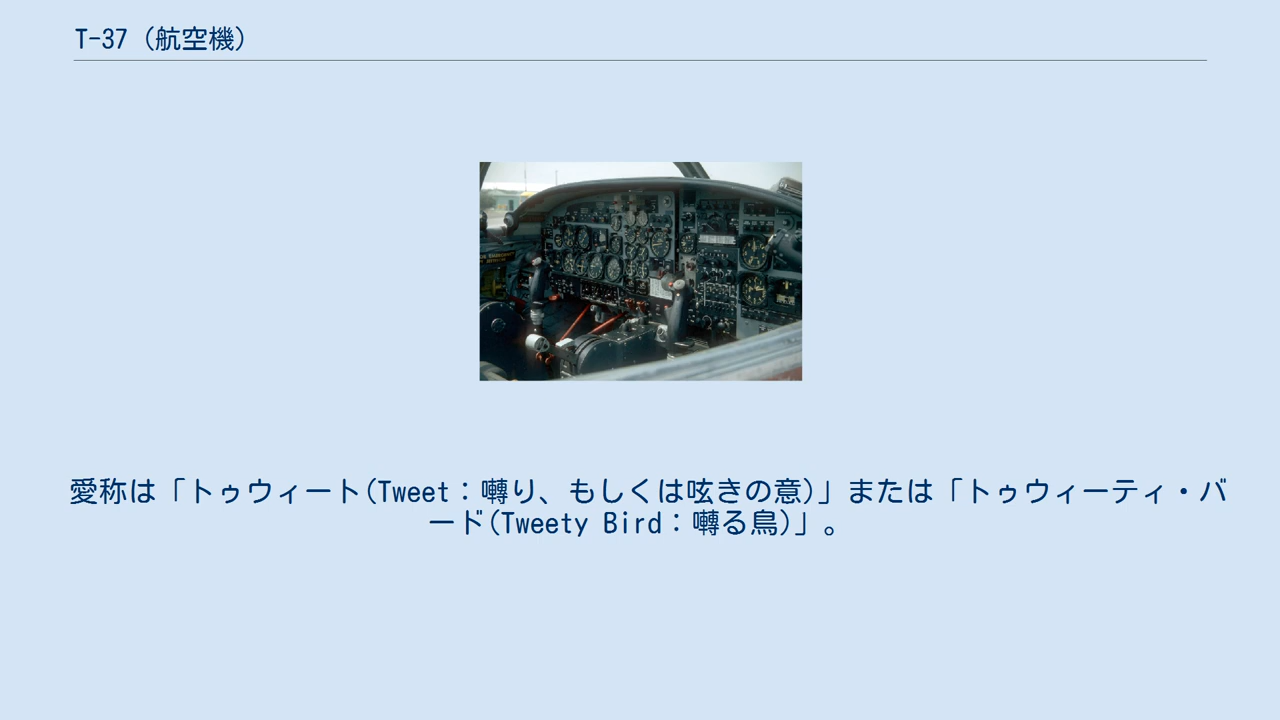 T-37 (航空機)
愛称は「トゥウィート(Tweet：囀り、もしくは呟きの意)」または「トゥウィーティ・バ
ード(Tweety Bird：囀る鳥)」。